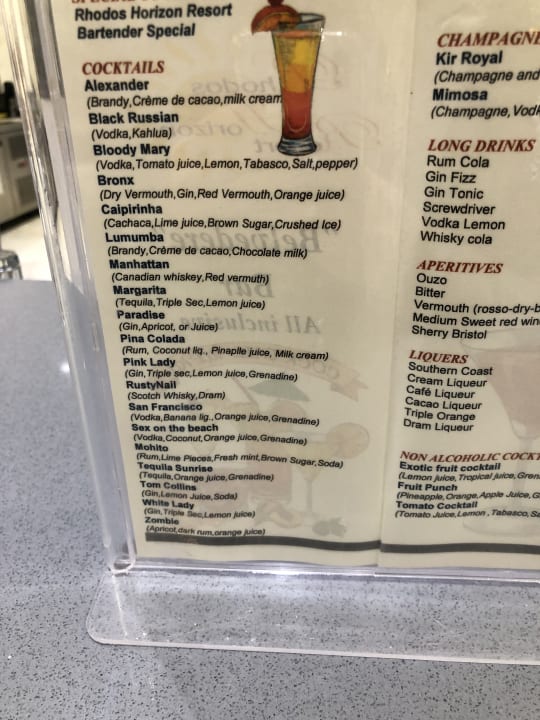 Rhodos Horizon Resort
Bartender Special
COCKTAILS
Alexander
(Brandy,Crème de cacao,milk cream
Black Russian
(Vodka,Kahlua)
Bloody Mary
(Vodka,Tomato juice,Lemon,Tabasco,Salt,pepper)
Bronx
(Dry Vermouth,Gin,Red Vermouth,Orange juice)
Caipirinha
(Cachaca,Lime juice,Brown Sugar,Crushed Ice)
Lumumba
(Brandy,Crème de cacao,Chocolate milk)
Manhattan
(Canadian whiskey,Red vermuth)
Margarita
(Tequila,Triple Sec,Lemon juice)
Paradise
(Gin,Apricot, or Juice)
Pina Colada
(Rum, Coconut liq., Pinaplle juice, Milk cream)
Pink Lady
(Gin,Triple sec,Lemon juice,Grenadine)
RustyNail
(Scotch Whisky,Dram)
San Francisco
(Vodka,Banana lig.,Orange juice,Grenadine)
Sex on the beach
(Vodka,Coconut,Orange juice,Grenadine)
Mohito
(Rum,Lime Pieces,Fresh mint,Brown Sugar,Soda)
Tequila Sunrise
(Tequila,Orange juice,Grenadine)
Tom Collins
(Gin,Lemon Juice,Soda)
White Lady
(Gin,Triple Sec,Lemon juice)
Zombie
(Apricot,dark rum,orange juice)
CHAMPAGNE
Kir Royal
(Champagne and
Mimosa
(Champagne,Vodk
LONG DRINKS
Rum Cola
Gin Fizz
Gin Tonic
Screwdriver
Vodka Lemon
Whisky cola
APERITIVES
Ouzo
Bitter
Vermouth (rosso-dry-b
Medium Sweet red wine
Sherry Bristol
LIQUERS
Southern Coast
Cream Liqueur
Café Liqueur
Cacao Liqueur
Triple Orange
Dram Liqueur
NON ALCOHOLIC COCKT
Exotic fruit cocktail
(Lemon juice,Tropical juice,Gren
Fruit Punch
(Pineapple,Orange,Apple Juice,G
Tomato Cocktail
(Tomato Juice,Lemon , Tabasco,Sa